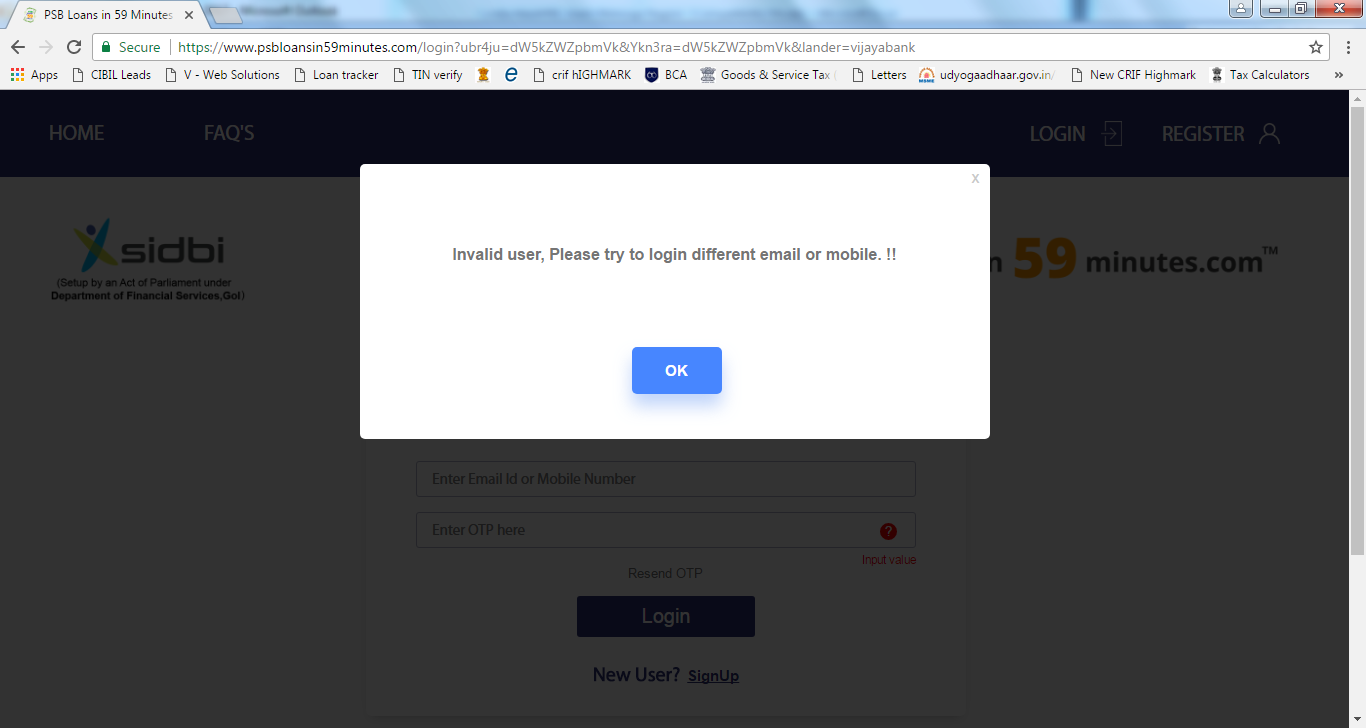 PSB Loans in 59 Minutes
Microsoft Outlook
Secure
https://www.psbloansin59minutes.com/login?ubr4ju=dW5kZWZpbmVk&Ykn3ra=dW5kZWZpbmVk&lander=vijayabank
Apps CIBIL Leads V - Web Solutions Loan tracker TIN verify crif hIGHMARK BCA Goods & Service Tax ( Letters udyogaadhaar.gov.in/ New CRIF Highmark Tax Calculators »
HOME FAQ'S LOGIN REGISTER
x
sidbi
(Setup by an Act of Parliament under
Department of Financial Services,GoI)
n 59 minutes.com™
Invalid user, Please try to login different email or mobile. !!
OK
Enter Email Id or Mobile Number
Enter OTP here ?
Input value
Resend OTP
Login
New User? SignUp